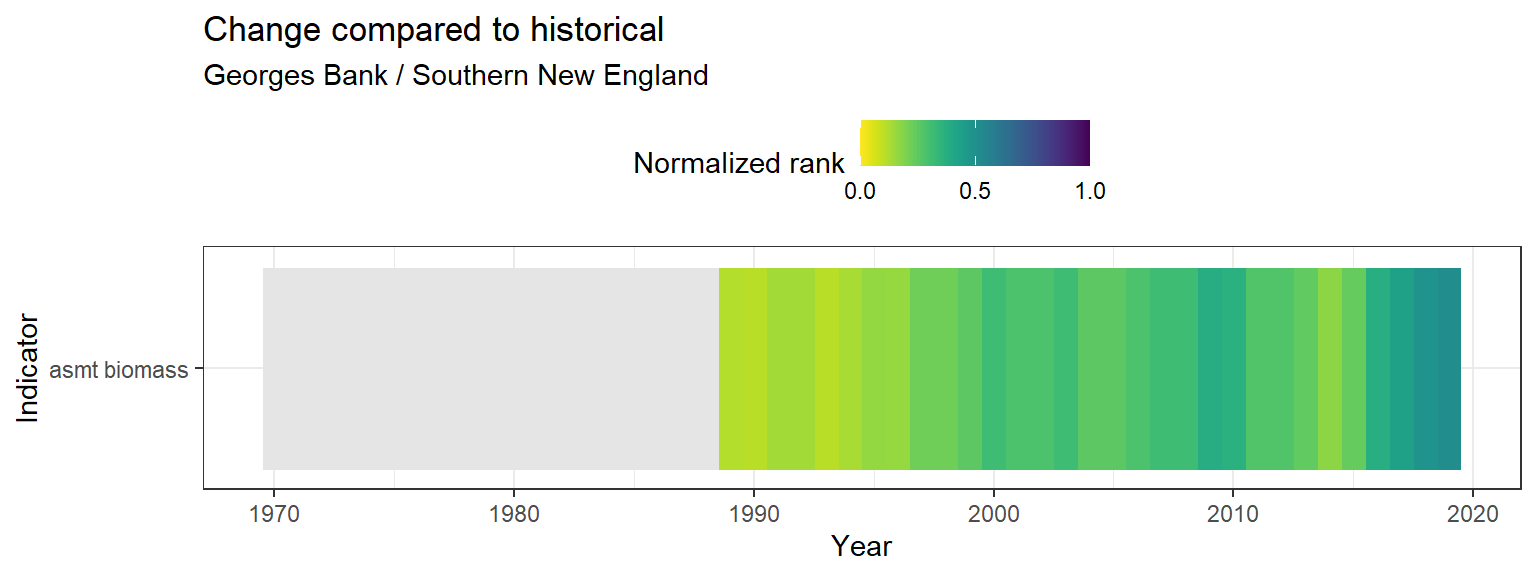 Change compared to historical
Georges Bank / Southern New England
Normalized rank
0.0 0.5 1.0
Indicator
asmt biomass
1970 1980 1990 2000 2010 2020
Year